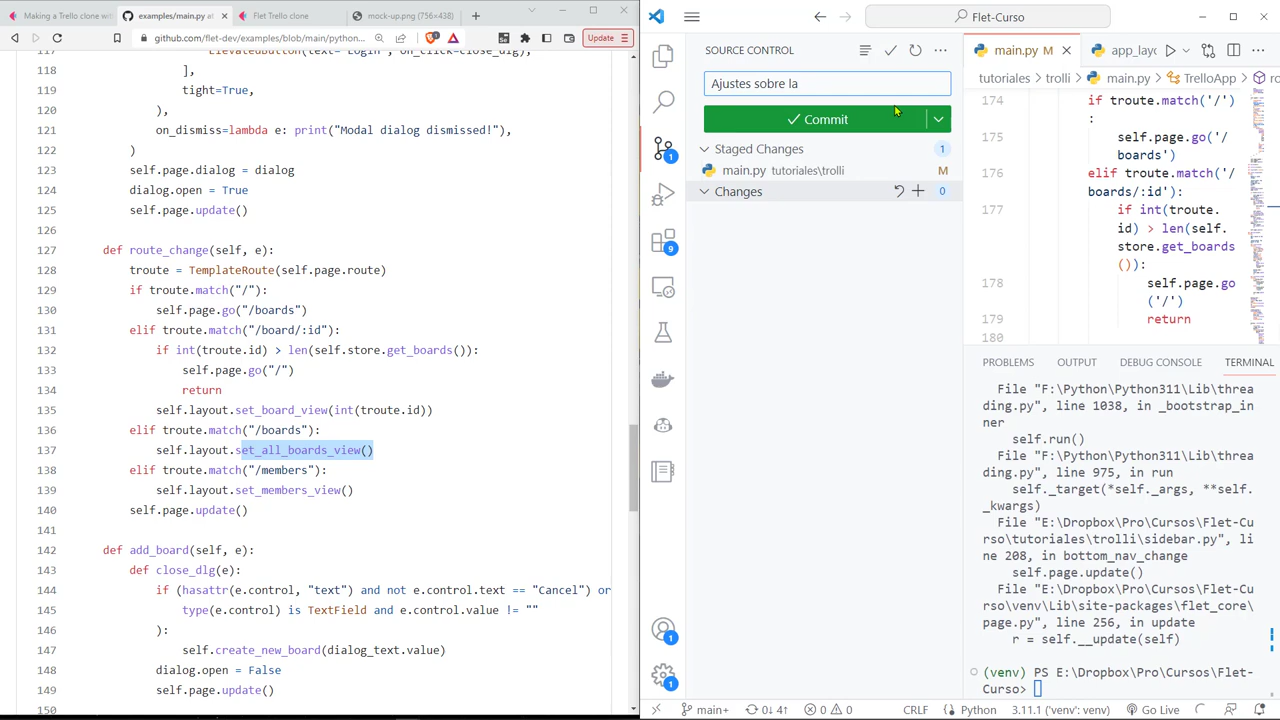 Making a Trello clone with
examples/main.py at
Flet Trello clone
mock-up.png (756×438)
github.com/flet-dev/examples/blob/main/python...
Update
117
118 ],
119 tight=True,
120 ),
121 on_dismiss=lambda e: print("Modal dialog dismissed!"),
122 )
123 self.page.dialog = dialog
124 dialog.open = True
125 self.page.update()
126
127 def route_change(self, e):
128 troute = TemplateRoute(self.page.route)
129 if troute.match("/"):
130 self.page.go("/boards")
131 elif troute.match("/board/:id"):
132 if int(troute.id) > len(self.store.get_boards()):
133 self.page.go("/")
134 return
135 self.layout.set_board_view(int(troute.id))
136 elif troute.match("/boards"):
137 self.layout.set_all_boards_view()
138 elif troute.match("/members"):
139 self.layout.set_members_view()
140 self.page.update()
141
142 def add_board(self, e):
143 def close_dlg(e):
144 if (hasattr(e.control, "text") and not e.control.text == "Cancel") or
145 type(e.control) is TextField and e.control.value != ""
146 ):
147 self.create_new_board(dialog_text.value)
148 dialog.open = False
149 self.page.update()
150
Flet-Curso
SOURCE CONTROL
Ajustes sobre la
Commit
Staged Changes 1
main.py tutoriales\trolli M
Changes 0
1
9
1
1
main.py M
tutoriales > trolli > main.py > TrelloApp >
174 if troute.match('/')
:
175 self.page.go('/
boards')
176
177 if int(troute.
id) > len(self.
store.get_boards
()):
178 self.page.go
('/')
179 return
180
PROBLEMS OUTPUT DEBUG CONSOLE TERMINAL
File "F:\Python\Python311\Lib\threa
ding.py", line 1038, in _bootstrap_in
ner
self.run()
File "F:\Python\Python311\Lib\threa
ding.py", line 975, in run
self._target(*self._args, **self.
_kwargs)
File "E:\Dropbox\Pro\Cursos\Flet-Cu
rso\tutoriales\trolli\sidebar.py", li
ne 208, in bottom_nav_change
self.page.update()
File "E:\Dropbox\Pro\Cursos\Flet-Cu
rso\venv\Lib\site-packages\flet_core\
page.py", line 256, in update
r = self.__update(self)
(venv) PS E:\Dropbox\Pro\Cursos\Flet-
Curso>
main+ 0↓ 4↑ 0 0 CRLF Python 3.11.1 ('venv': venv) Go Live